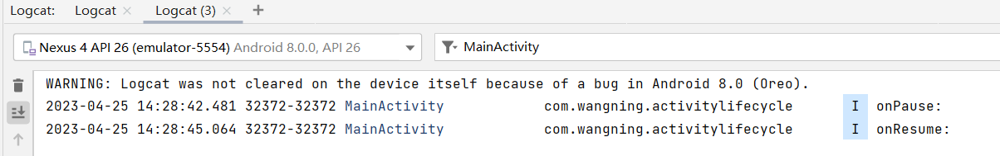 Logcat: Logcat Logcat (3)
Nexus 4 API 26 (emulator-5554) Android 8.0.0, API 26 MainActivity
WARNING: Logcat was not cleared on the device itself because of a bug in Android 8.0 (Oreo).
2023-04-25 14:28:42.481 32372-32372 MainActivity com.wangning.activitylifecycle I onPause:
2023-04-25 14:28:45.064 32372-32372 MainActivity com.wangning.activitylifecycle I onResume: